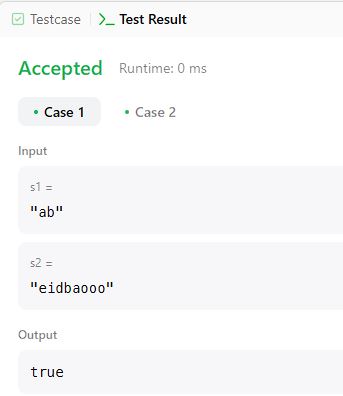 Testcase Test Result
Accepted Runtime: 0 ms
Case 1 Case 2
Input
s1 =
"ab"
s2 =
"eidbaooo"
Output
true